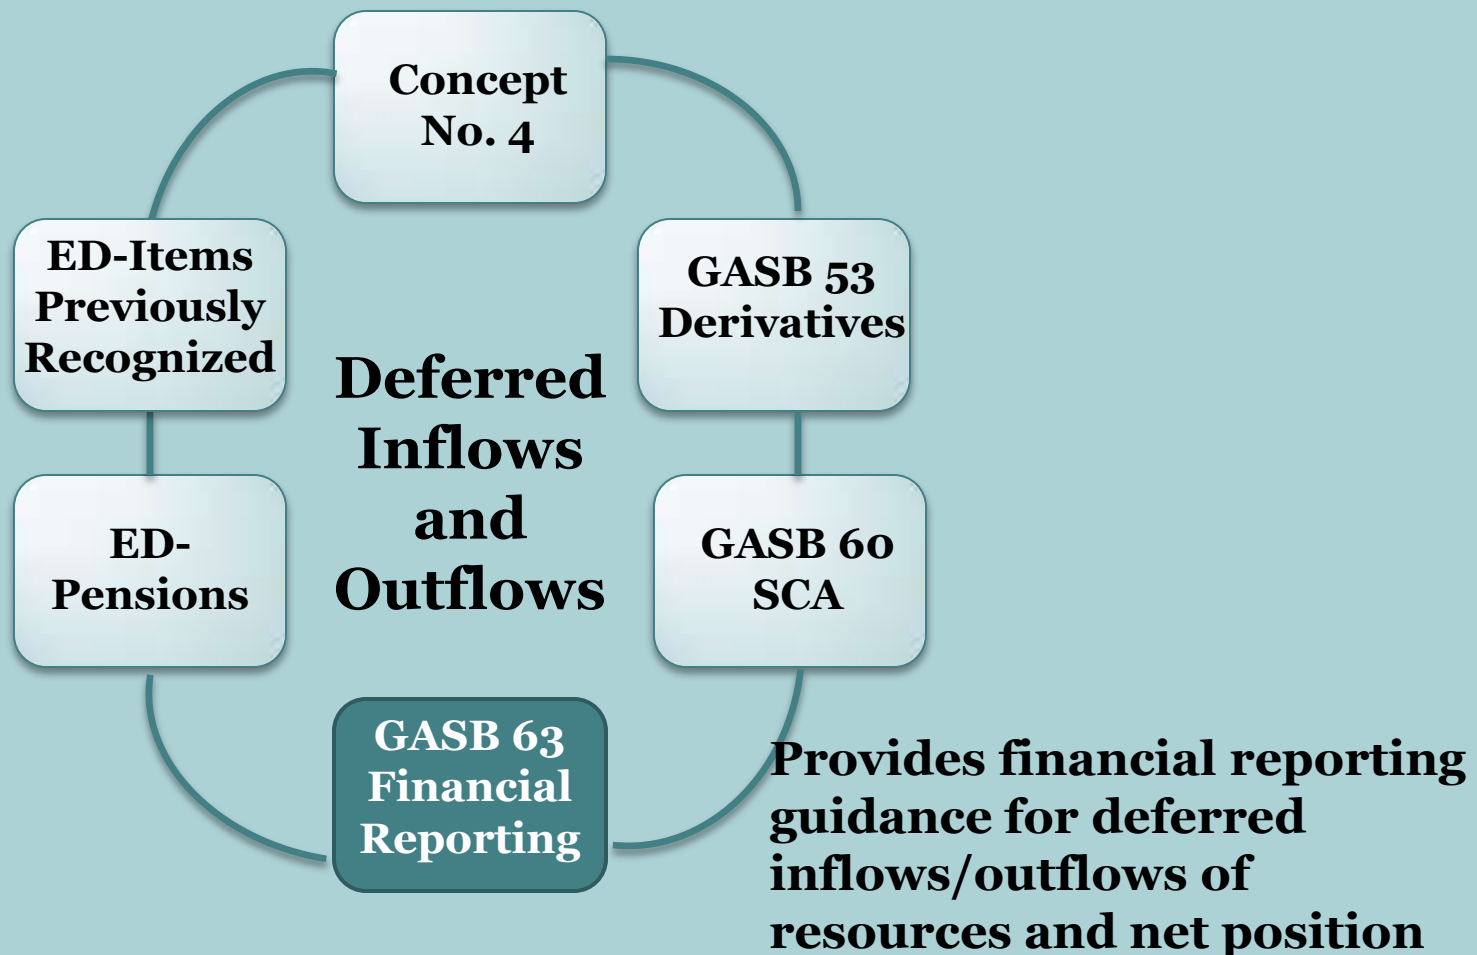 Concept
No. 4
ED-Items
Previously
Recognized
GASB 53
Derivatives
Deferred
Inflows
and
Outflows
ED-
Pensions
GASB 60
SCA
GASB 63
Financial
Reporting
Provides financial reporting
guidance for deferred
inflows/outflows of
resources and net position